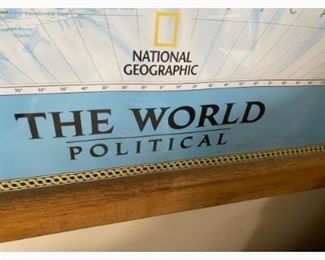 NATIONAL
GEOGRAPHIC
THE WORLD
POLITICAL